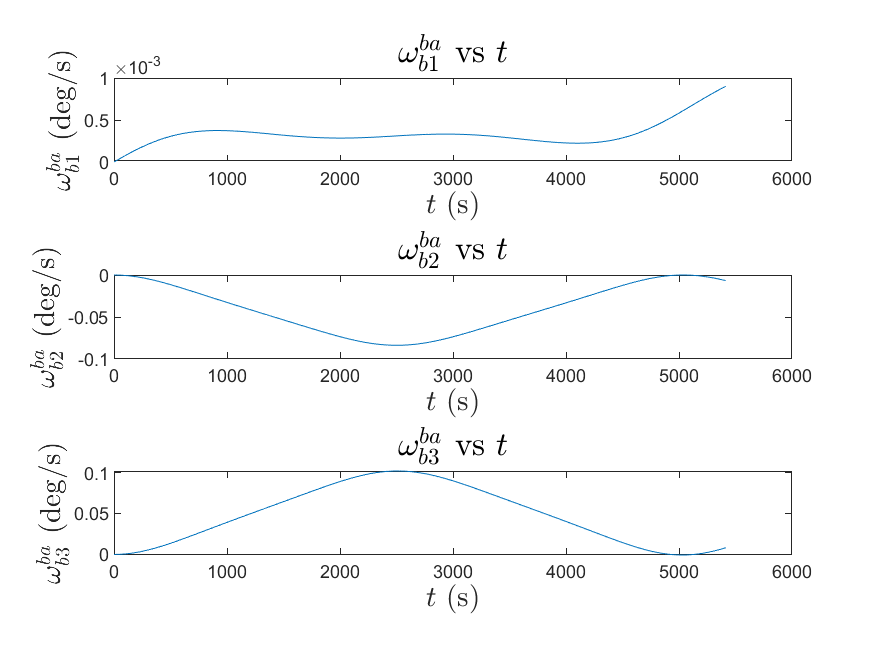 ω_{b1}^{ba} vs t
×10^{-3}
ω_{b1}^{ba} (deg/s)
1
0.5
0
0 1000 2000 3000 4000 5000 6000
t (s)
ω_{b2}^{ba} vs t
ω_{b2}^{ba} (deg/s)
0
-0.05
-0.1
0 1000 2000 3000 4000 5000 6000
t (s)
ω_{b3}^{ba} vs t
ω_{b3}^{ba} (deg/s)
0.1
0.05
0
0 1000 2000 3000 4000 5000 6000
t (s)